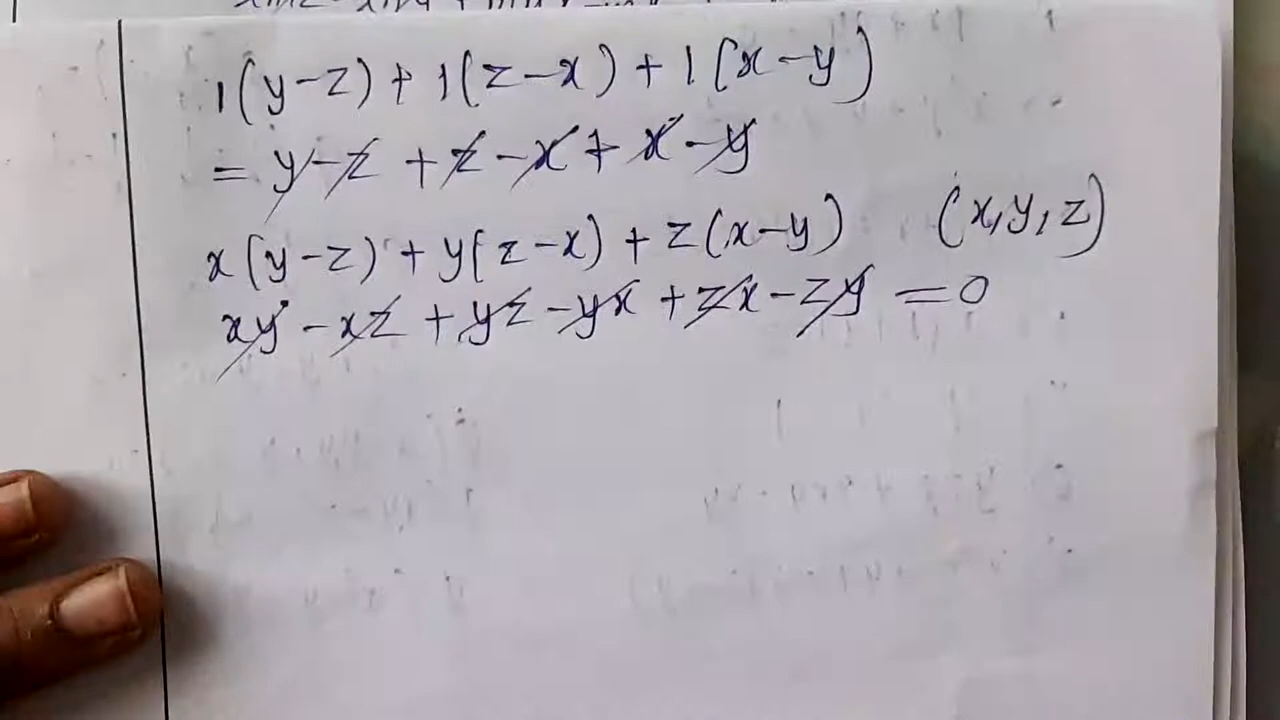 1(y-z) + 1(z-x) + 1(x-y)
= y-z + z-x + x-y
x(y-z) + y(z-x) + z(x-y) (x,y,z)
xy - xz + yz - yx + zx - zy = 0